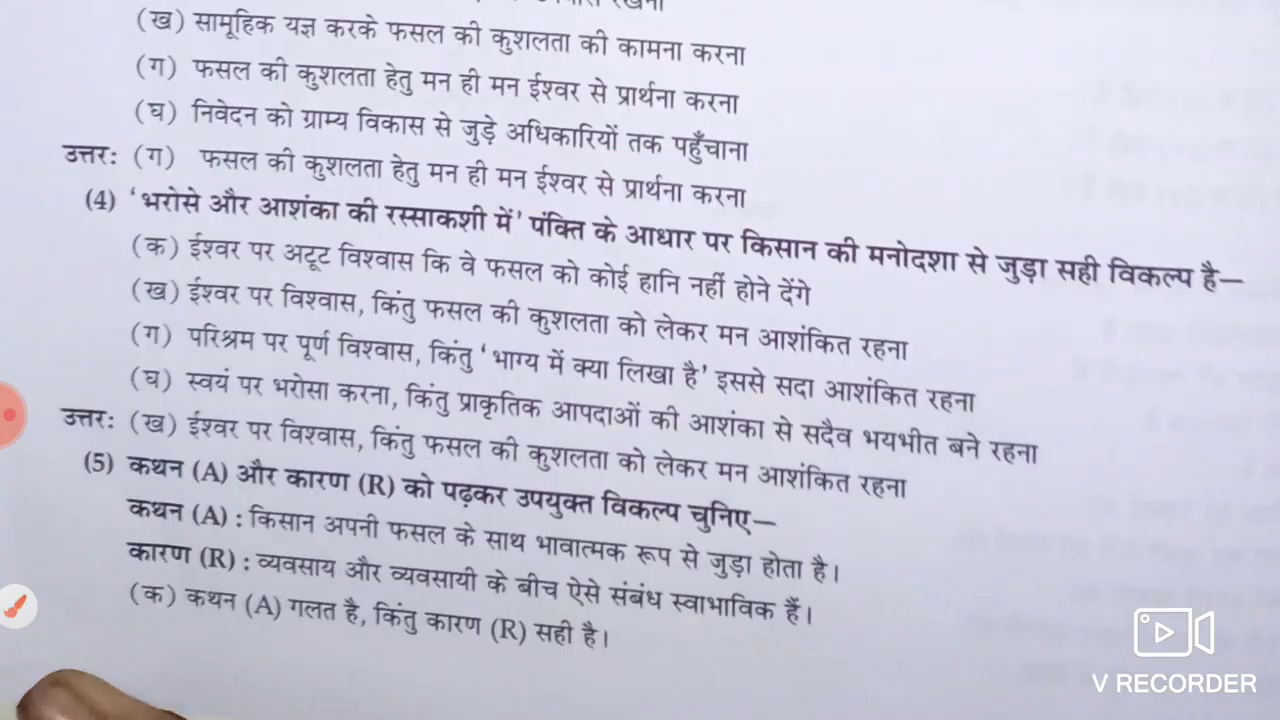 रखना
(ख) सामूहिक यज्ञ करके फसल की कुशलता की कामना करना
(ग) फसल की कुशलता हेतु मन ही मन ईश्वर से प्रार्थना करना
(घ) निवेदन को ग्राम्य विकास से जुड़े अधिकारियों तक पहुँचाना
उत्तर: (ग) फसल की कुशलता हेतु मन ही मन ईश्वर से प्रार्थना करना
(4) 'भरोसे और आशंका की रस्साकशी में' पंक्ति के आधार पर किसान की मनोदशा से जुड़ा सही विकल्प है—
(क) ईश्वर पर अटूट विश्वास कि वे फसल को कोई हानि नहीं होने देंगे
(ख) ईश्वर पर विश्वास, किंतु फसल की कुशलता को लेकर मन आशंकित रहना
(ग) परिश्रम पर पूर्ण विश्वास, किंतु 'भाग्य में क्या लिखा है' इससे सदा आशंकित रहना
(घ) स्वयं पर भरोसा करना, किंतु प्राकृतिक आपदाओं की आशंका से सदैव भयभीत बने रहना
उत्तर: (ख) ईश्वर पर विश्वास, किंतु फसल की कुशलता को लेकर मन आशंकित रहना
(5) कथन (A) और कारण (R) को पढ़कर उपयुक्त विकल्प चुनिए—
कथन (A) : किसान अपनी फसल के साथ भावात्मक रूप से जुड़ा होता है।
कारण (R) : व्यवसाय और व्यवसायी के बीच ऐसे संबंध स्वाभाविक हैं।
(क) कथन (A) गलत है, किंतु कारण (R) सही है।
V RECORDER